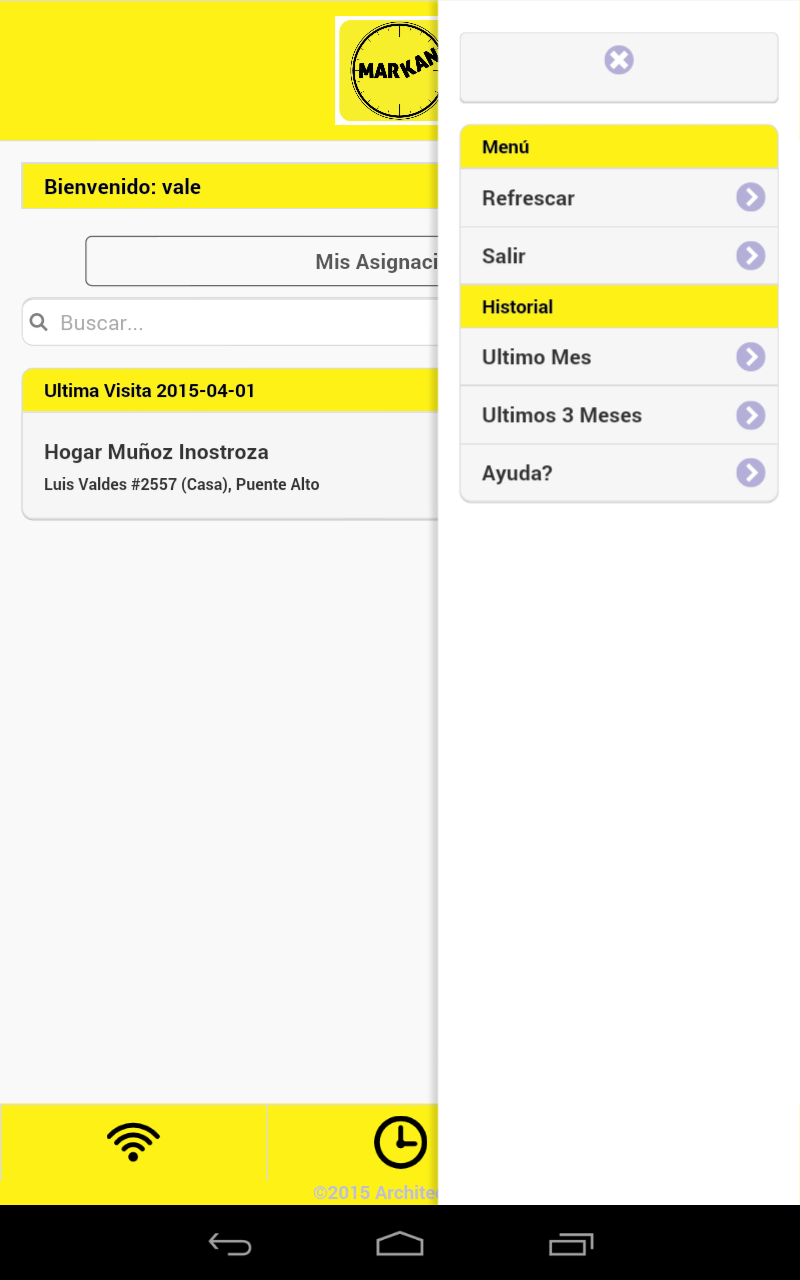 MARKAN
Bienvenido: vale
Mis Asignaci
Buscar...
Ultima Visita 2015-04-01
Hogar Muñoz Inostroza
Luis Valdes #2557 (Casa), Puente Alto
©2015 Archite
Menú
Refrescar
Salir
Historial
Ultimo Mes
Ultimos 3 Meses
Ayuda?